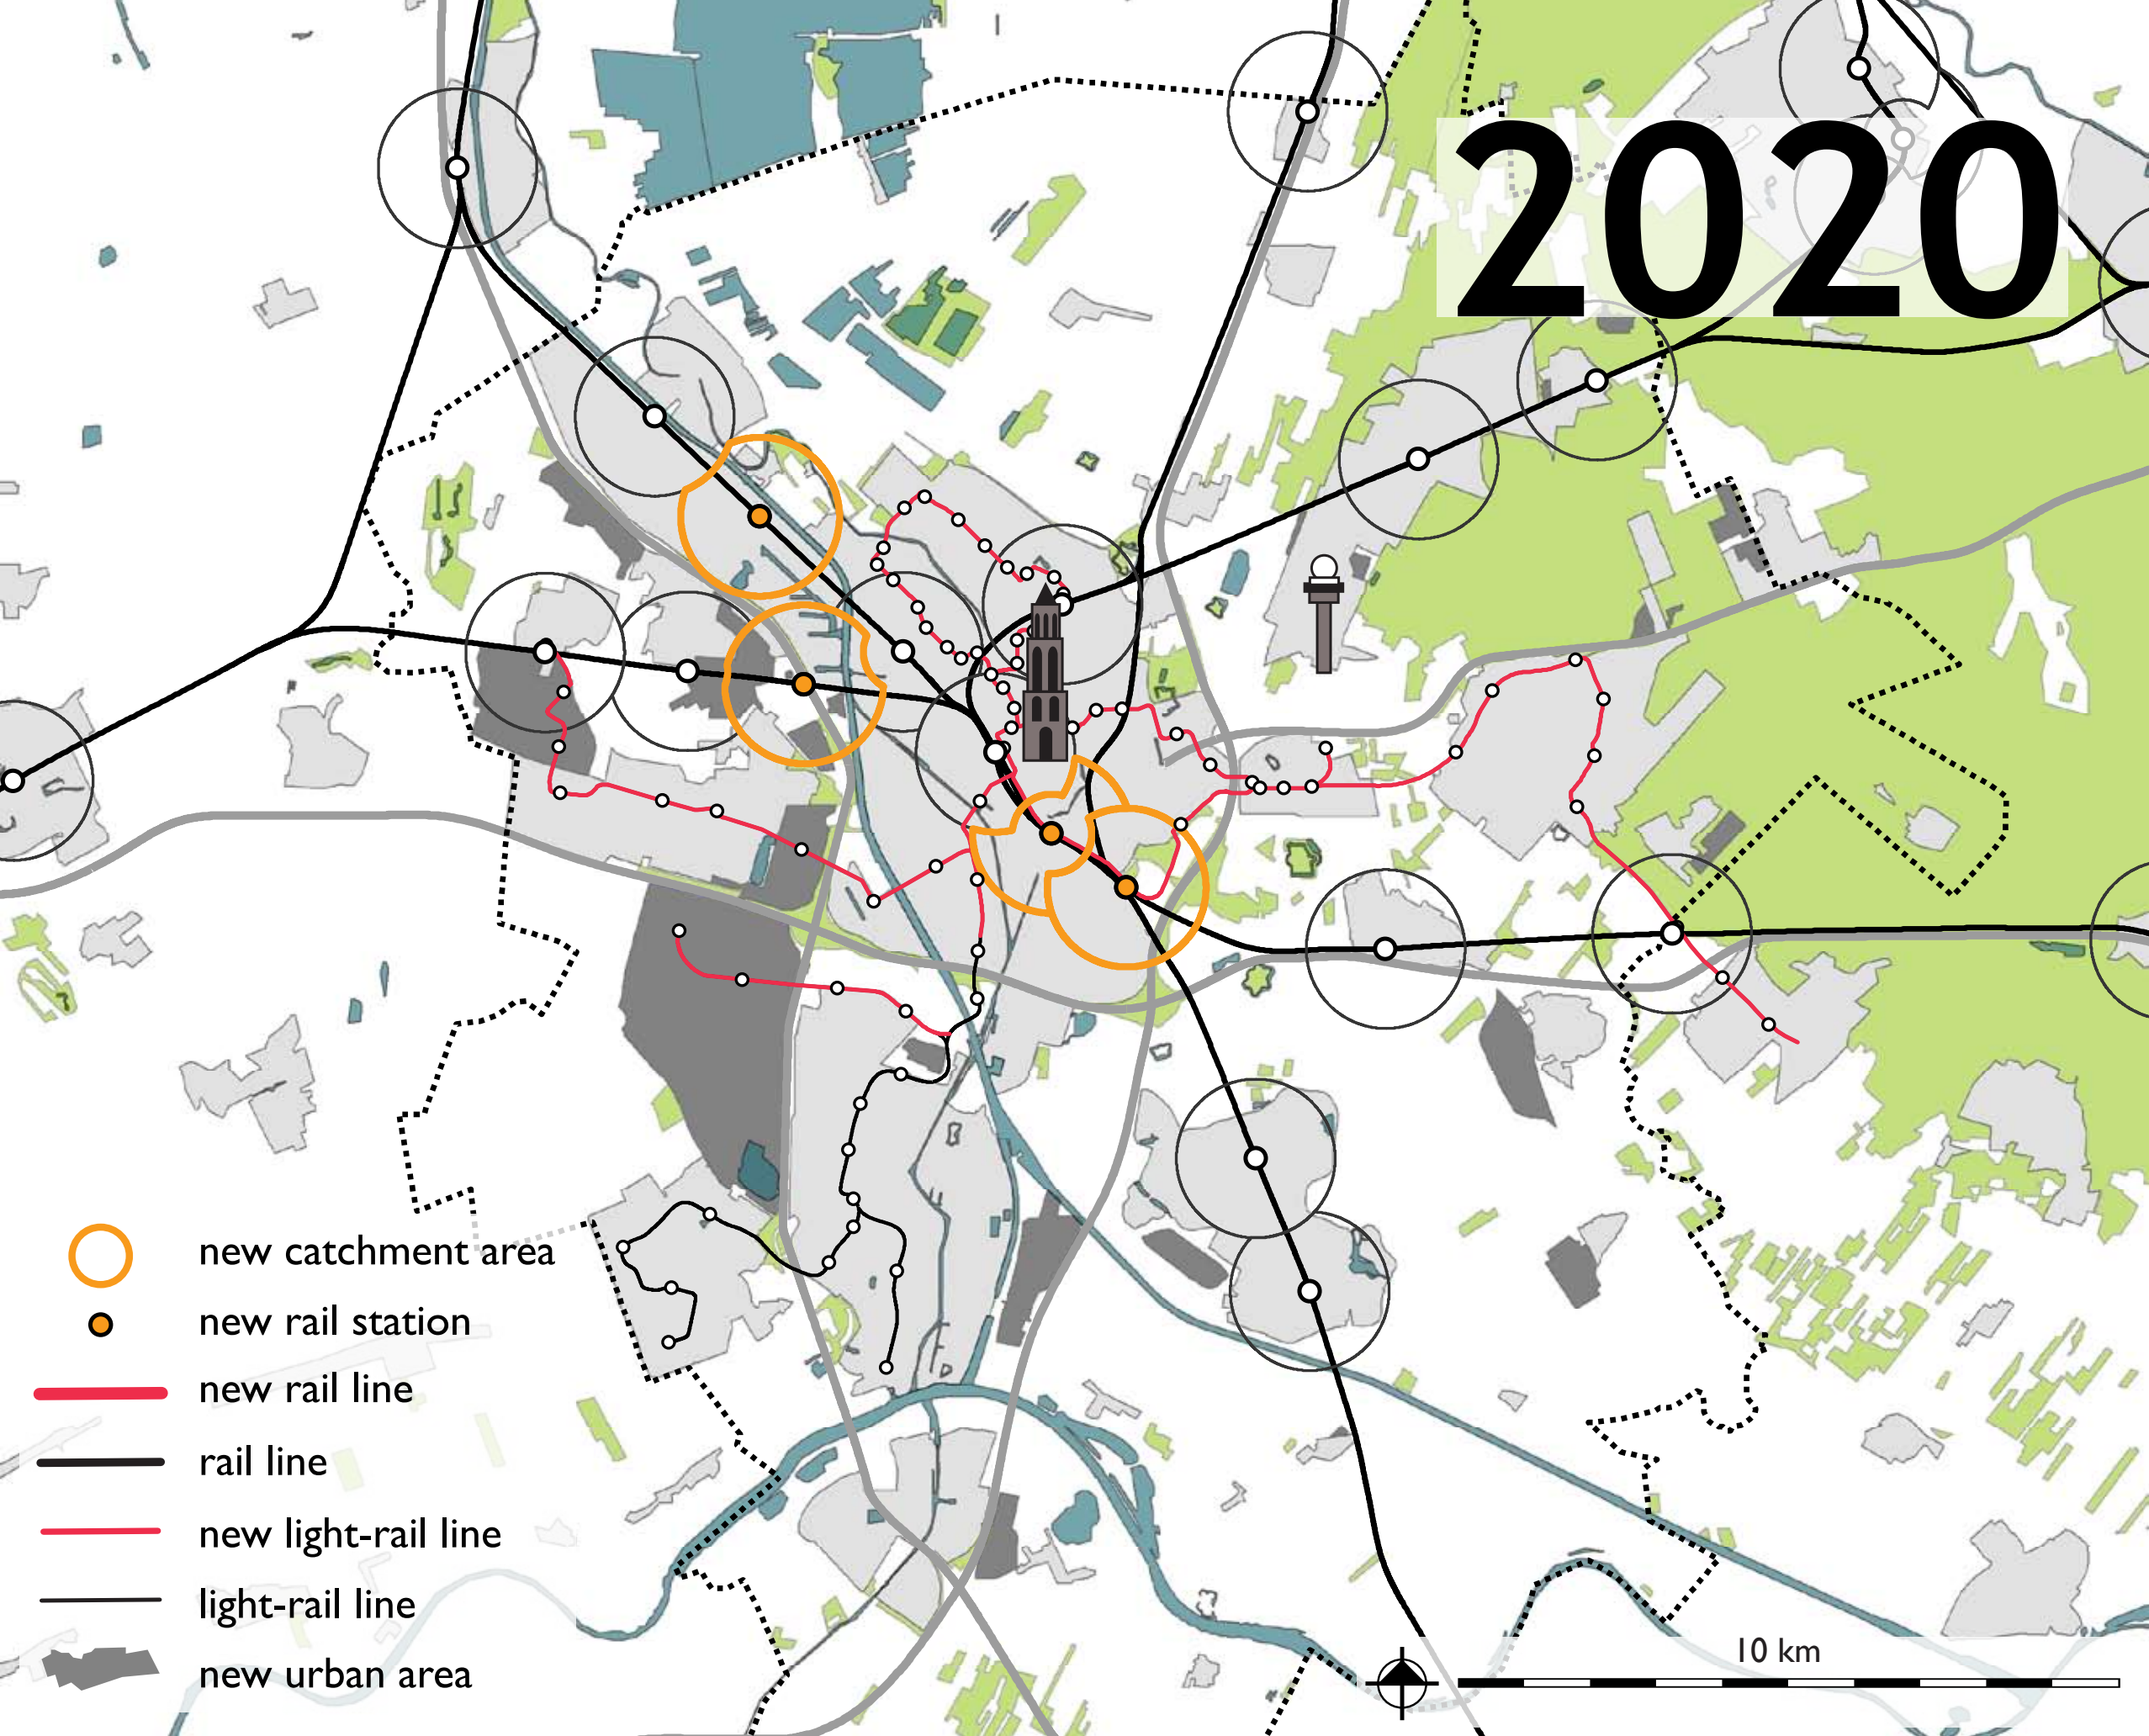 2020
new catchment area
new rail station
new rail line
rail line
new light-rail line
light-rail line
new urban area
10 km